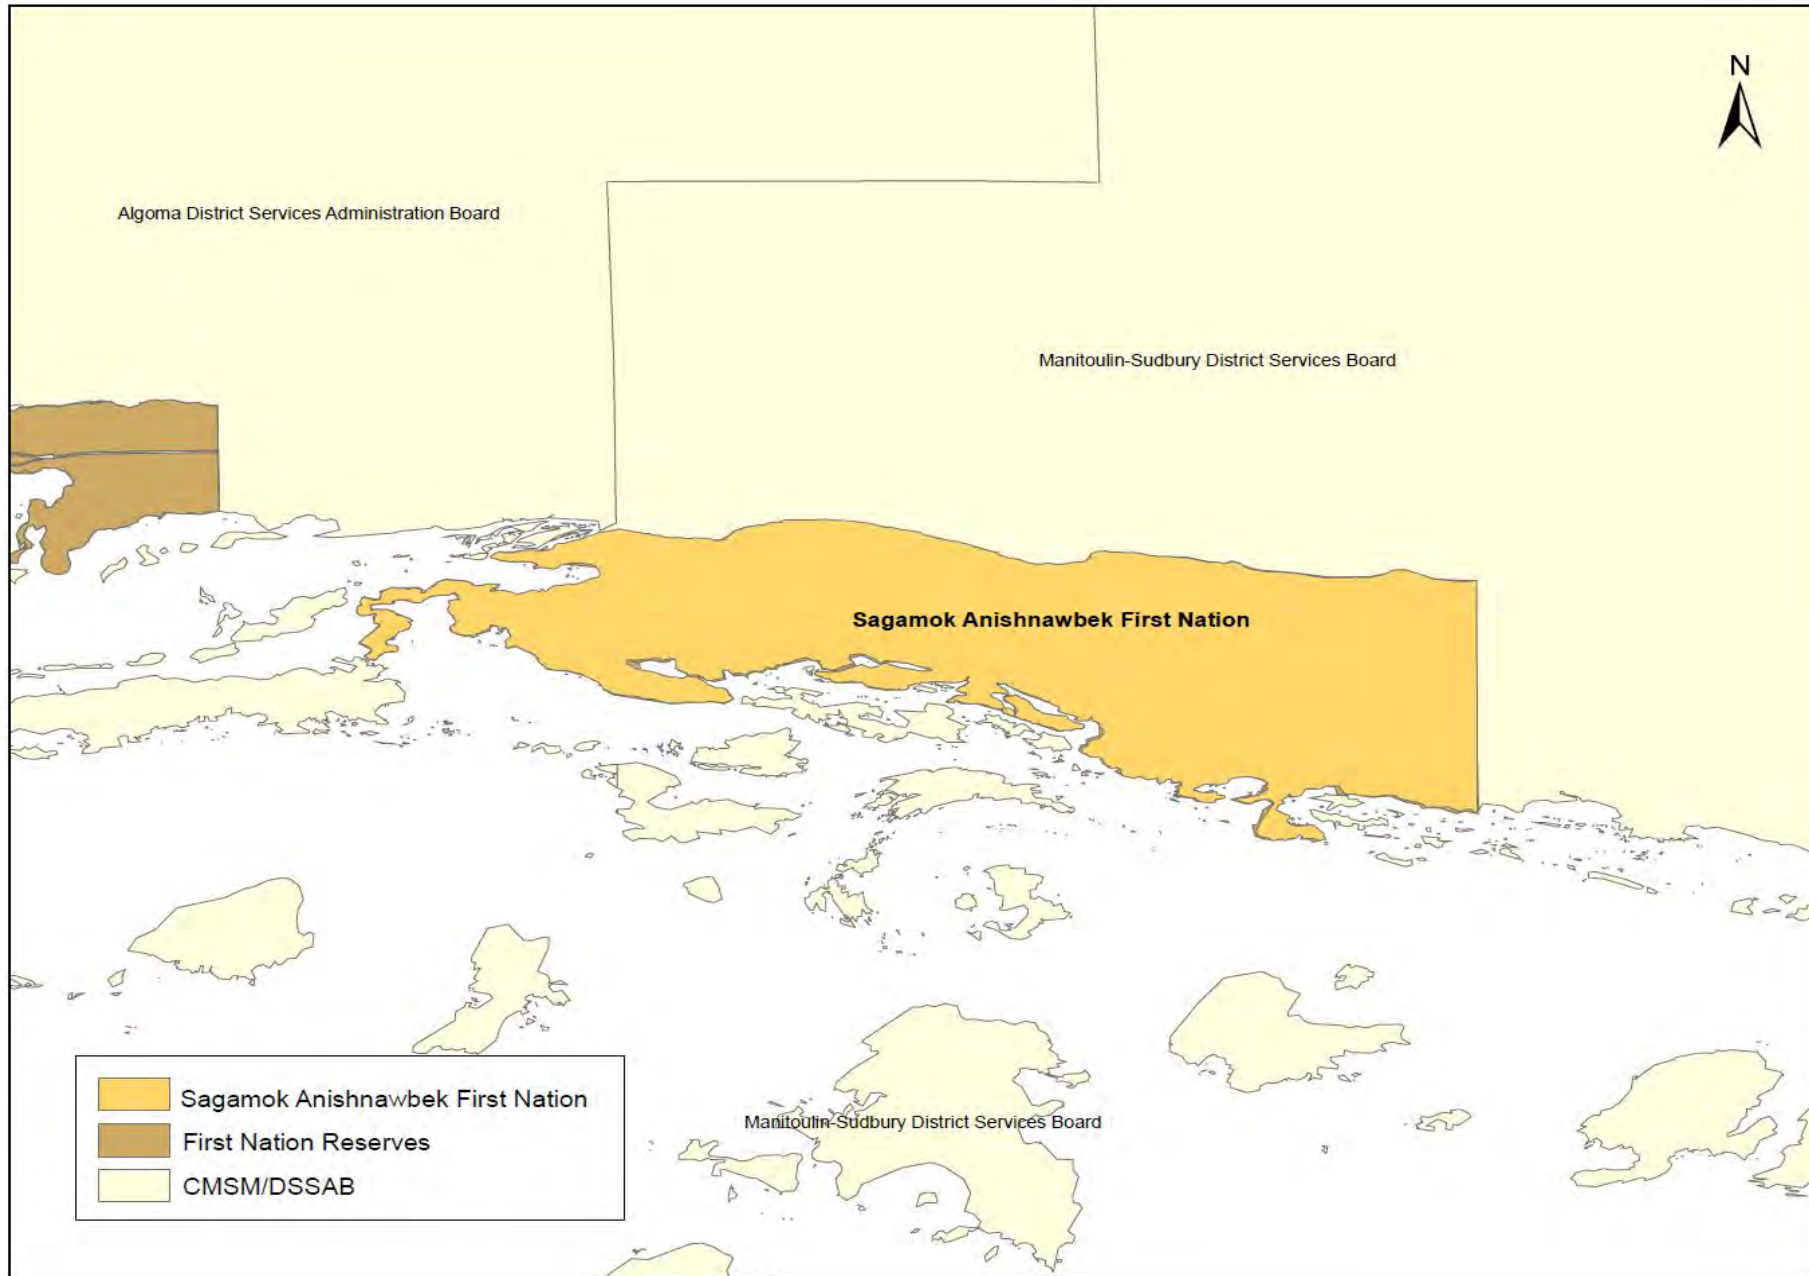 N
Algoma District Services Administration Board
Manitoulin-Sudbury District Services Board
Sagamok Anishnawbek First Nation
Manitoulin-Sudbury District Services Board
Sagamok Anishnawbek First Nation
First Nation Reserves
CMSM/DSSAB